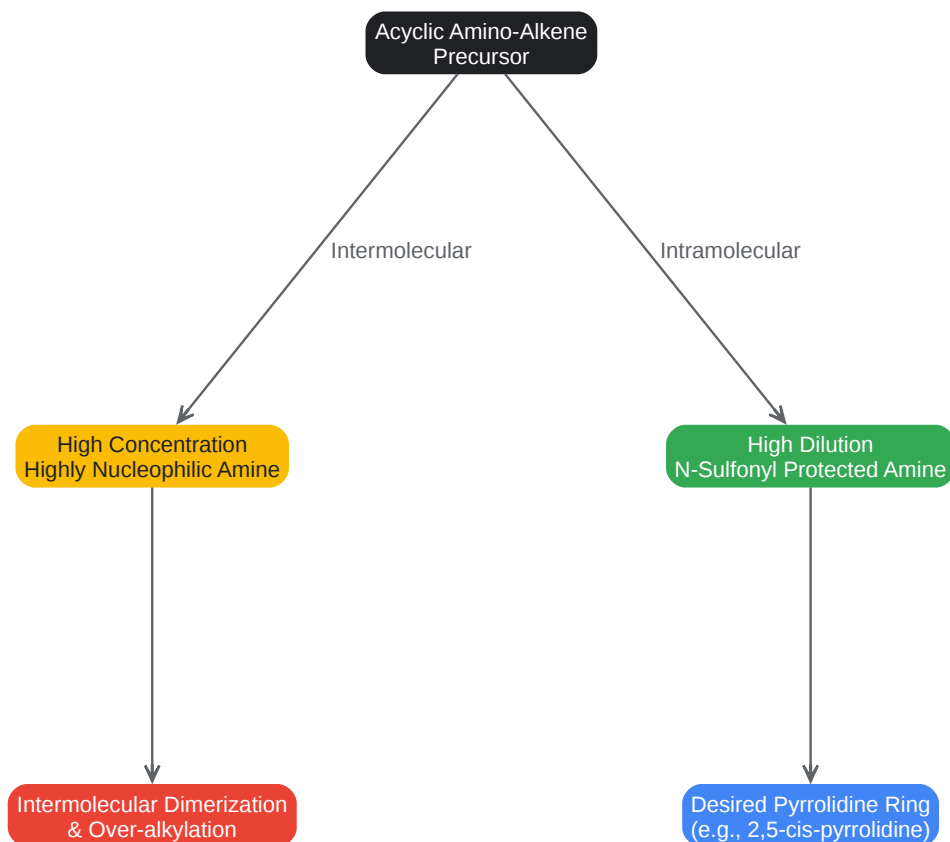 Acyclic Amino-Alkene
Precursor
Intermolecular
Intramolecular
High Concentration
Highly Nucleophilic Amine
High Dilution
N-Sulfonyl Protected Amine
Intermolecular Dimerization
& Over-alkylation
Desired Pyrrolidine Ring
(e.g., 2,5-cis-pyrrolidine)